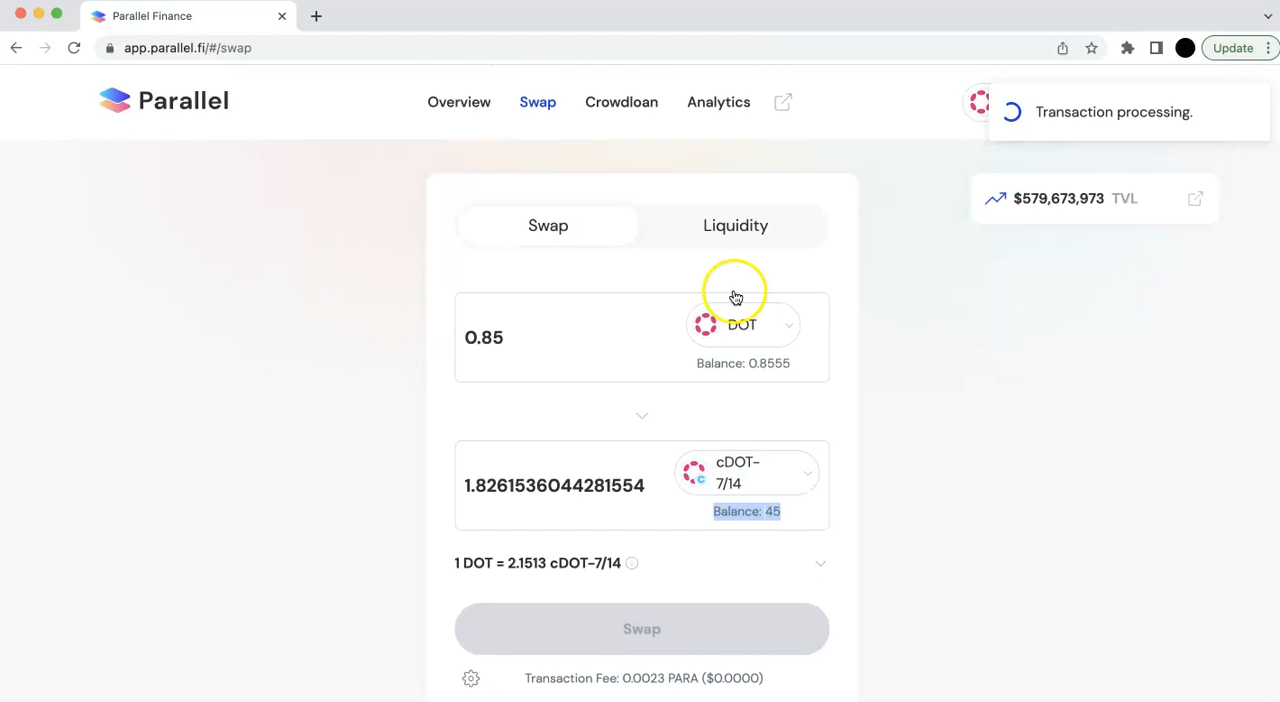 Parallel Finance
app.parallel.fi/#/swap
Update
Parallel
Overview
Swap
Crowdloan
Analytics
Transaction processing.
$579,673,973 TVL
Swap
Liquidity
0.85
DOT
Balance: 0.8555
1.8261536044281554
cDOT-
7/14
Balance: 45
1 DOT = 2.1513 cDOT-7/14
Swap
Transaction Fee: 0.0023 PARA ($0.0000)